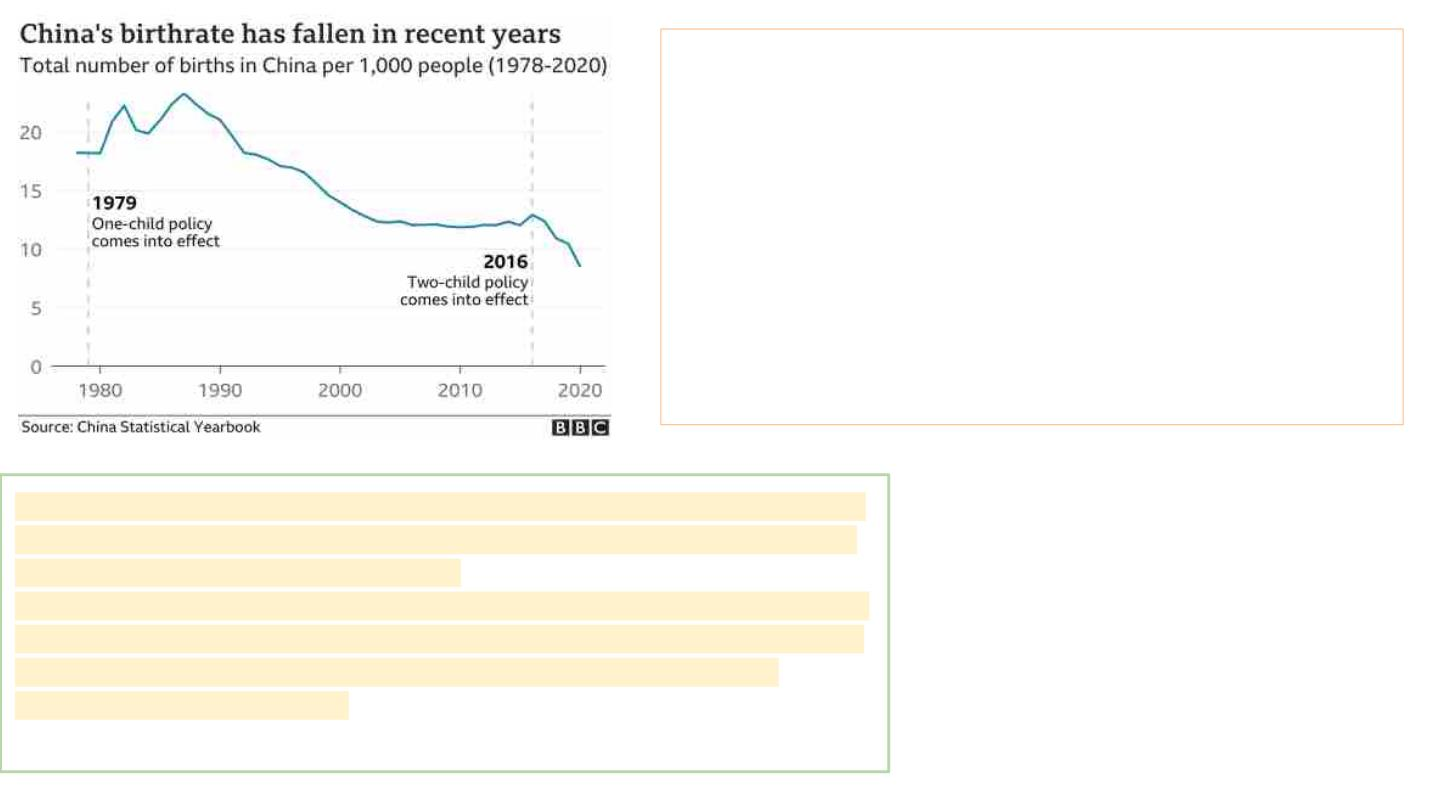 China's birthrate has fallen in recent years
Total number of births in China per 1,000 people (1978-2020)
20
15
10
5
0
1979
One-child policy
comes into effect
2016
Two-child policy
comes into effect
1980 1990 2000 2010 2020
Source: China Statistical Yearbook
BBC